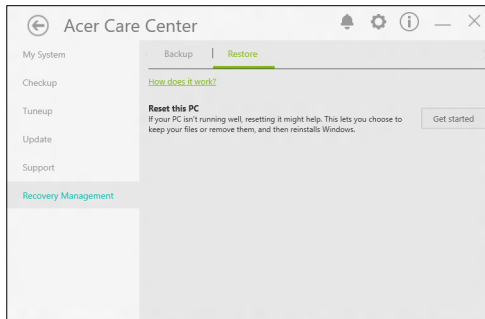 Acer Care Center
My System
Checkup
Tuneup
Update
Support
Recovery Management
Backup
Restore
How does it work?
Reset this PC
If your PC isn't running well, resetting it might help. This lets you choose to
keep your files or remove them, and then reinstalls Windows.
Get started